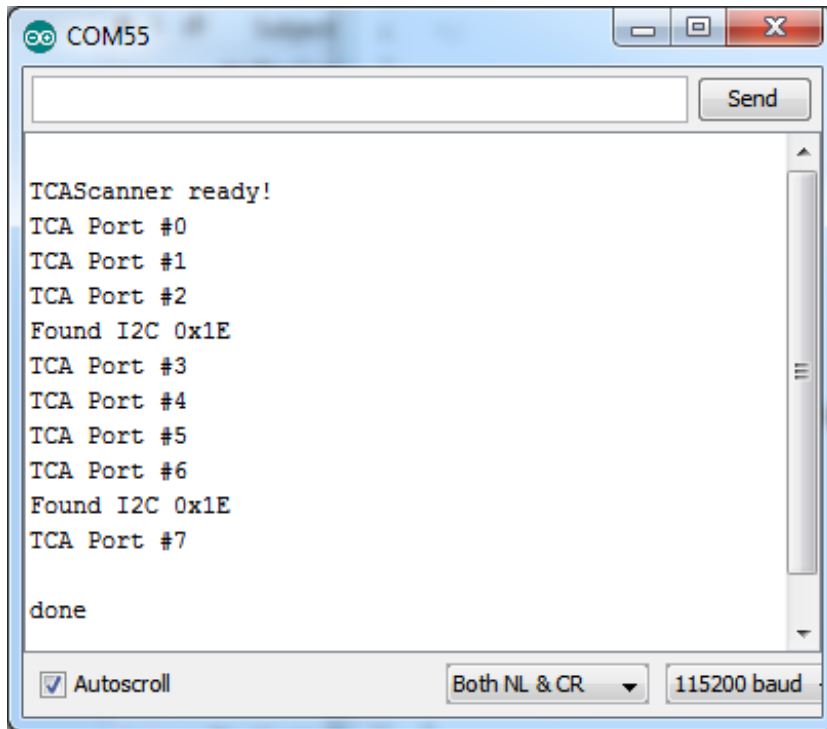 COM55
Send
TCAScanner ready!
TCA Port #0
TCA Port #1
TCA Port #2
Found I2C 0x1E
TCA Port #3
TCA Port #4
TCA Port #5
TCA Port #6
Found I2C 0x1E
TCA Port #7
done
Autoscroll
Both NL & CR
115200 baud